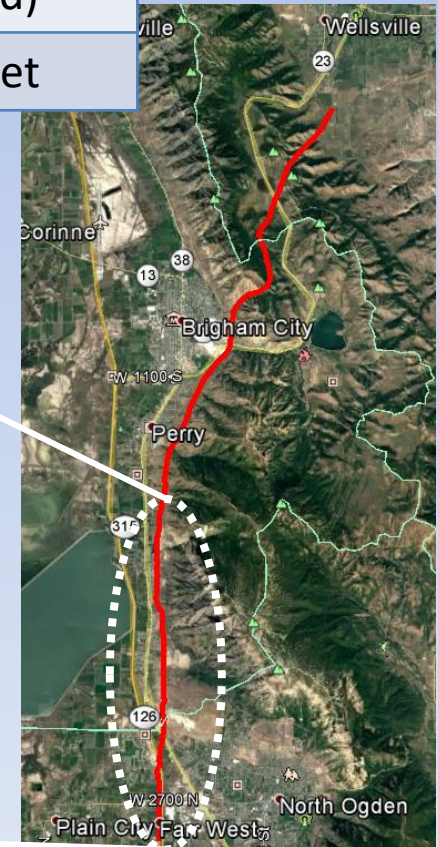 d)
et
ville
Wellsville
23
Corinne
38
13
Brigham City
W 1100 S
Perry
315
126
W 2700 N
North Ogden
Plain City
Farr West